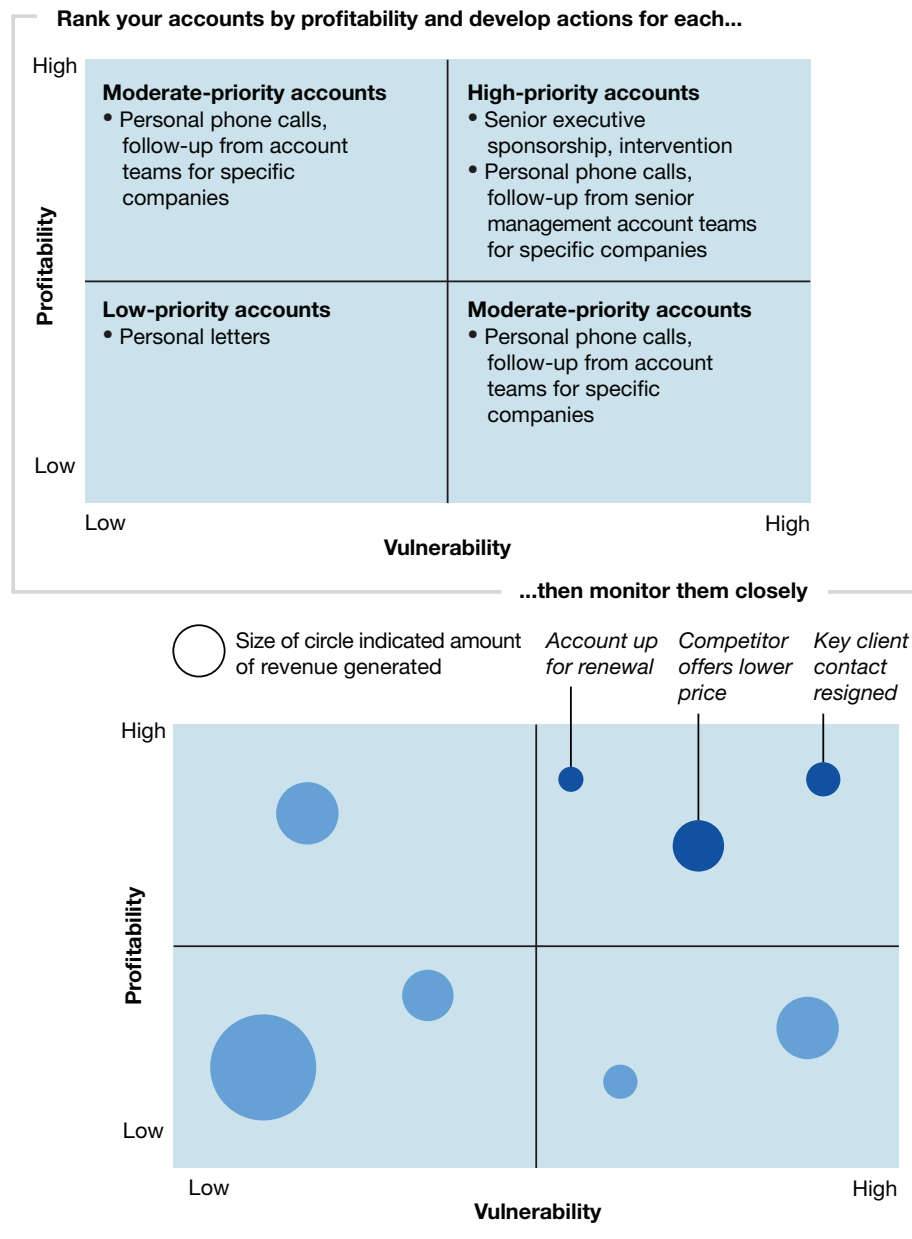 Rank your accounts by profitability and develop actions for each...
High
Moderate-priority accounts
• Personal phone calls,
follow-up from account
teams for specific
companies
High-priority accounts
• Senior executive
sponsorship, intervention
• Personal phone calls,
follow-up from senior
management account teams
for specific companies
Profitability
Low-priority accounts
• Personal letters
Moderate-priority accounts
• Personal phone calls,
follow-up from account
teams for specific
companies
Low
Low
High
Vulnerability
...then monitor them closely
Size of circle indicated amount
of revenue generated
Account up
for renewal
Competitor
offers lower
price
Key client
contact
resigned
High
Profitability
Low
Low
High
Vulnerability